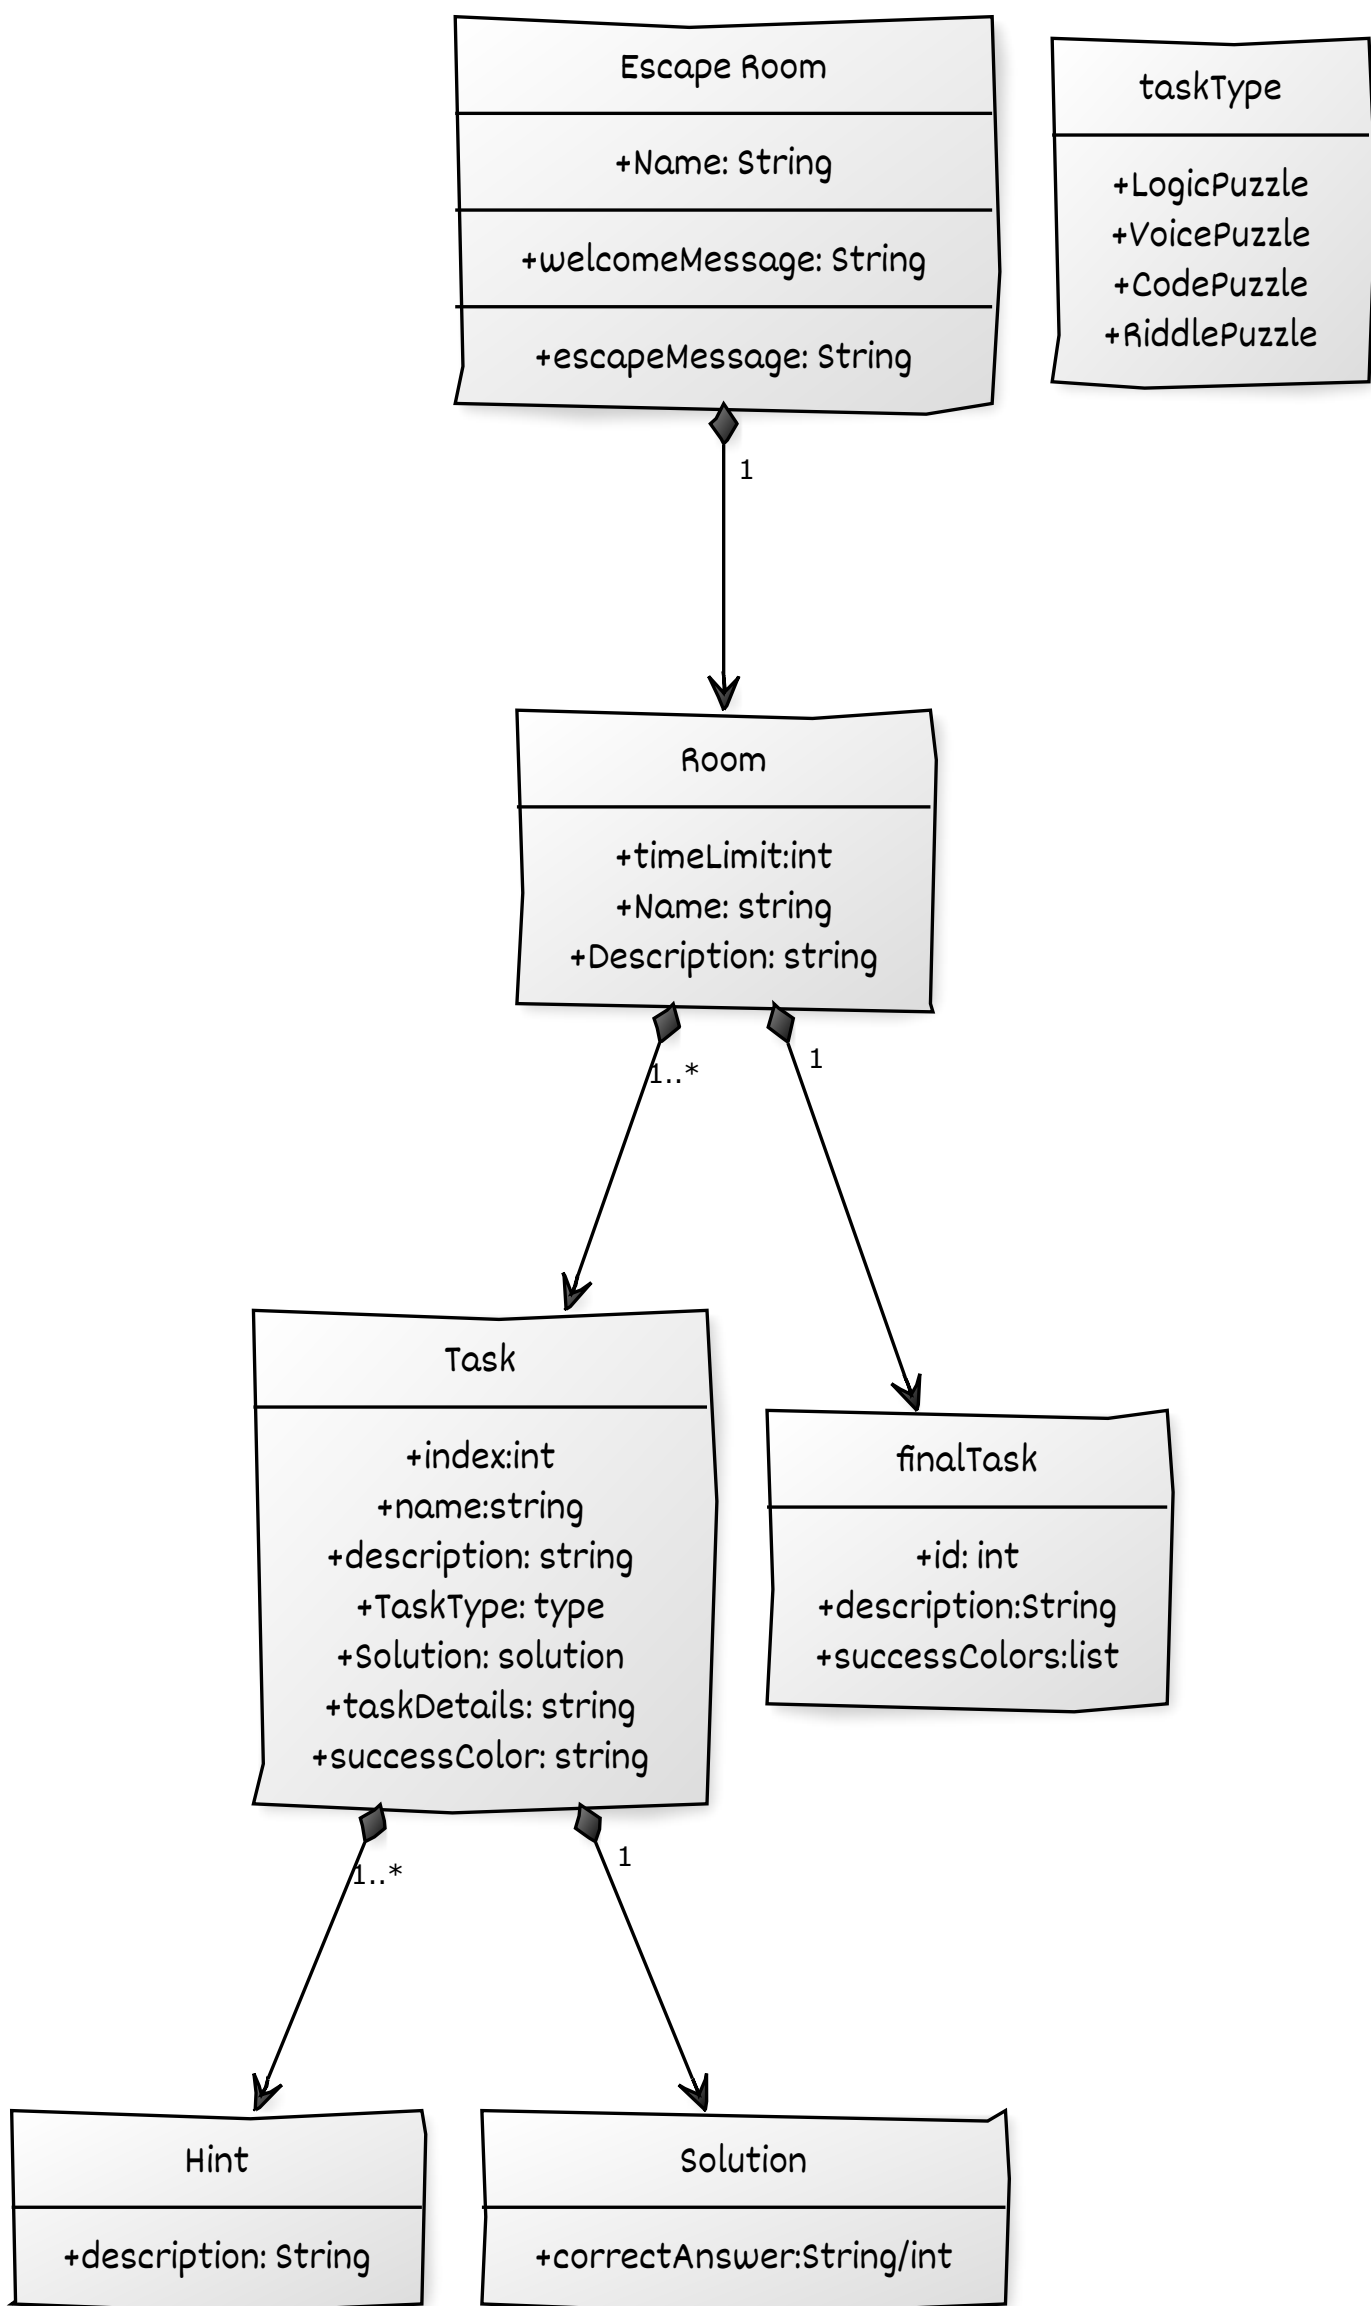 Escape Room
+Name: String
+welcomeMessage: String
+escapeMessage: String
taskType
+LogicPuzzle
+VoicePuzzle
+CodePuzzle
+RiddlePuzzle
1
Room
+timeLimit:int
+Name: string
+Description: string
1..*
1
Task
+index:int
+name:string
+description: string
+TaskType: type
+Solution: solution
+taskDetails: string
+successColor: string
finalTask
+id: int
+description:String
+successColors:list
1..*
1
Hint
+description: String
Solution
+correctAnswer:String/int